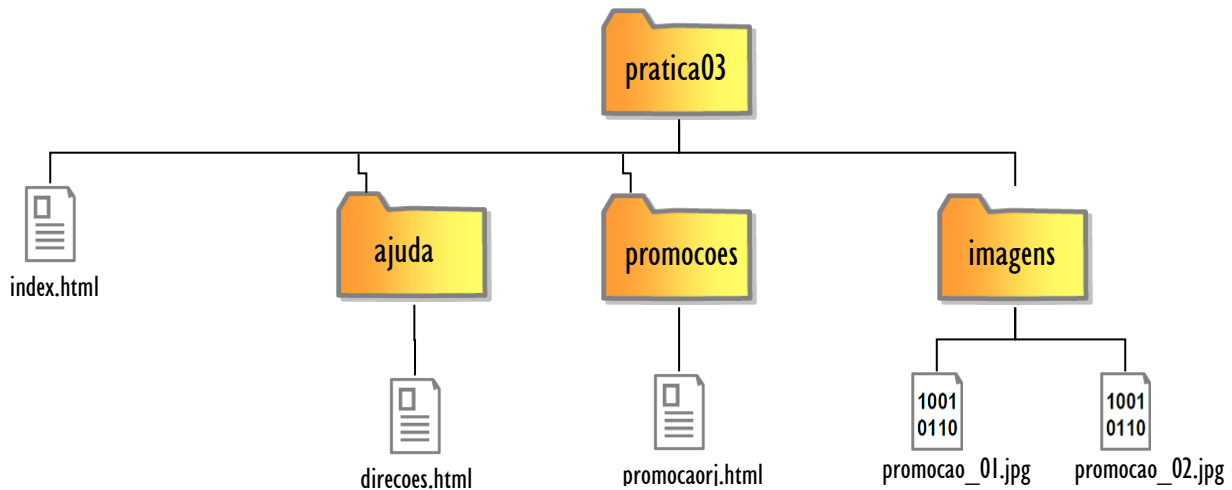 pratica03
index.html
ajuda
promocoes
imagens
direcoes.html
promocaorj.html
1001
0110
promocao_01.jpg
1001
0110
promocao_02.jpg